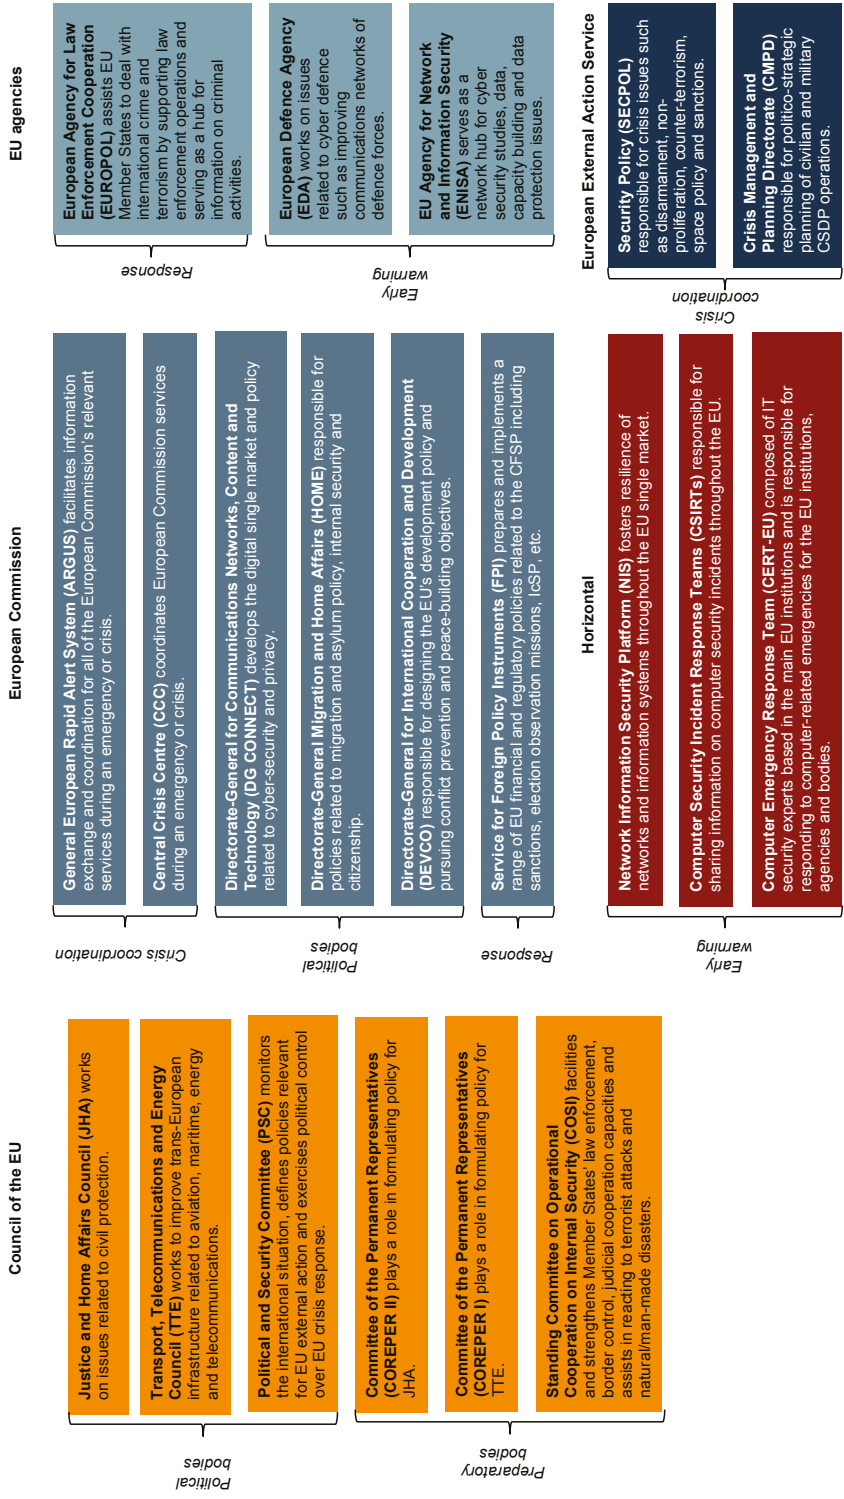 Council of the EU
Political
bodies
Justice and Home Affairs Council (JHA) works
on issues related to civil protection.
Transport, Telecommunications and Energy
Council (TTE) works to improve trans-European
infrastructure related to aviation, maritime, energy
and telecommunications.
Political and Security Committee (PSC) monitors
the international situation, defines policies relevant
for EU external action and exercises political control
over EU crisis response.
Preparatory
bodies
Committee of the Permanent Representatives
(COREPER II) plays a role in formulating policy for
JHA.
Committee of the Permanent Representatives
(COREPER I) plays a role in formulating policy for
TTE.
Standing Committee on Operational
Cooperation on Internal Security (COSI) facilities
and strengthens Member States' law enforcement,
border control, judicial cooperation capacities and
assists in reacting to terrorist attacks and
natural/man-made disasters.
European Commission
Crisis coordination
General European Rapid Alert System (ARGUS) facilitates information
exchange and coordination for all of the European Commission's relevant
services during an emergency or crisis.
Central Crisis Centre (CCC) coordinates European Commission services
during an emergency or crisis.
Political
bodies
Directorate-General for Communications Networks, Content and
Technology (DG CONNECT) develops the digital single market and policy
related to cyber-security and privacy.
Directorate-General Migration and Home Affairs (HOME) responsible for
policies related to migration and asylum policy, internal security and
citizenship.
Directorate-General for International Cooperation and Development
(DEVCO) responsible for designing the EU's development policy and
pursuing conflict prevention and peace-building objectives.
Response
Service for Foreign Policy Instruments (FPI) prepares and implements a
range of EU financial and regulatory policies related to the CFSP including
sanctions, election observation missions, IcSP, etc.
EU agencies
Response
European Agency for Law
Enforcement Cooperation
(EUROPOL) assists EU
Member States to deal with
international crime and
terrorism by supporting law
enforcement operations and
serving as a hub for
information on criminal
activities.
Early
warning
European Defence Agency
(EDA) works on issues
related to cyber defence
such as improving
communications networks of
defence forces.
EU Agency for Network
and Information Security
(ENISA) serves as a
network hub for cyber
security studies, data,
capacity building and data
protection issues.
Horizontal
Early
warning
Network Information Security Platform (NIS) fosters resilience of
networks and information systems throughout the EU single market.
Computer Security Incident Response Teams (CSIRTs) responsible for
sharing information on computer security incidents throughout the EU.
Computer Emergency Response Team (CERT-EU) composed of IT
security experts based in the main EU institutions and is responsible for
responding to computer-related emergencies for the EU institutions,
agencies and bodies.
European External Action Service
Crisis
coordination
Security Policy (SECPOL)
responsible for crisis issues such
as disarmament, non-
proliferation, counter-terrorism,
space policy and sanctions.
Crisis Management and
Planning Directorate (CMPD)
responsible for politico-strategic
planning of civilian and military
CSDP operations.